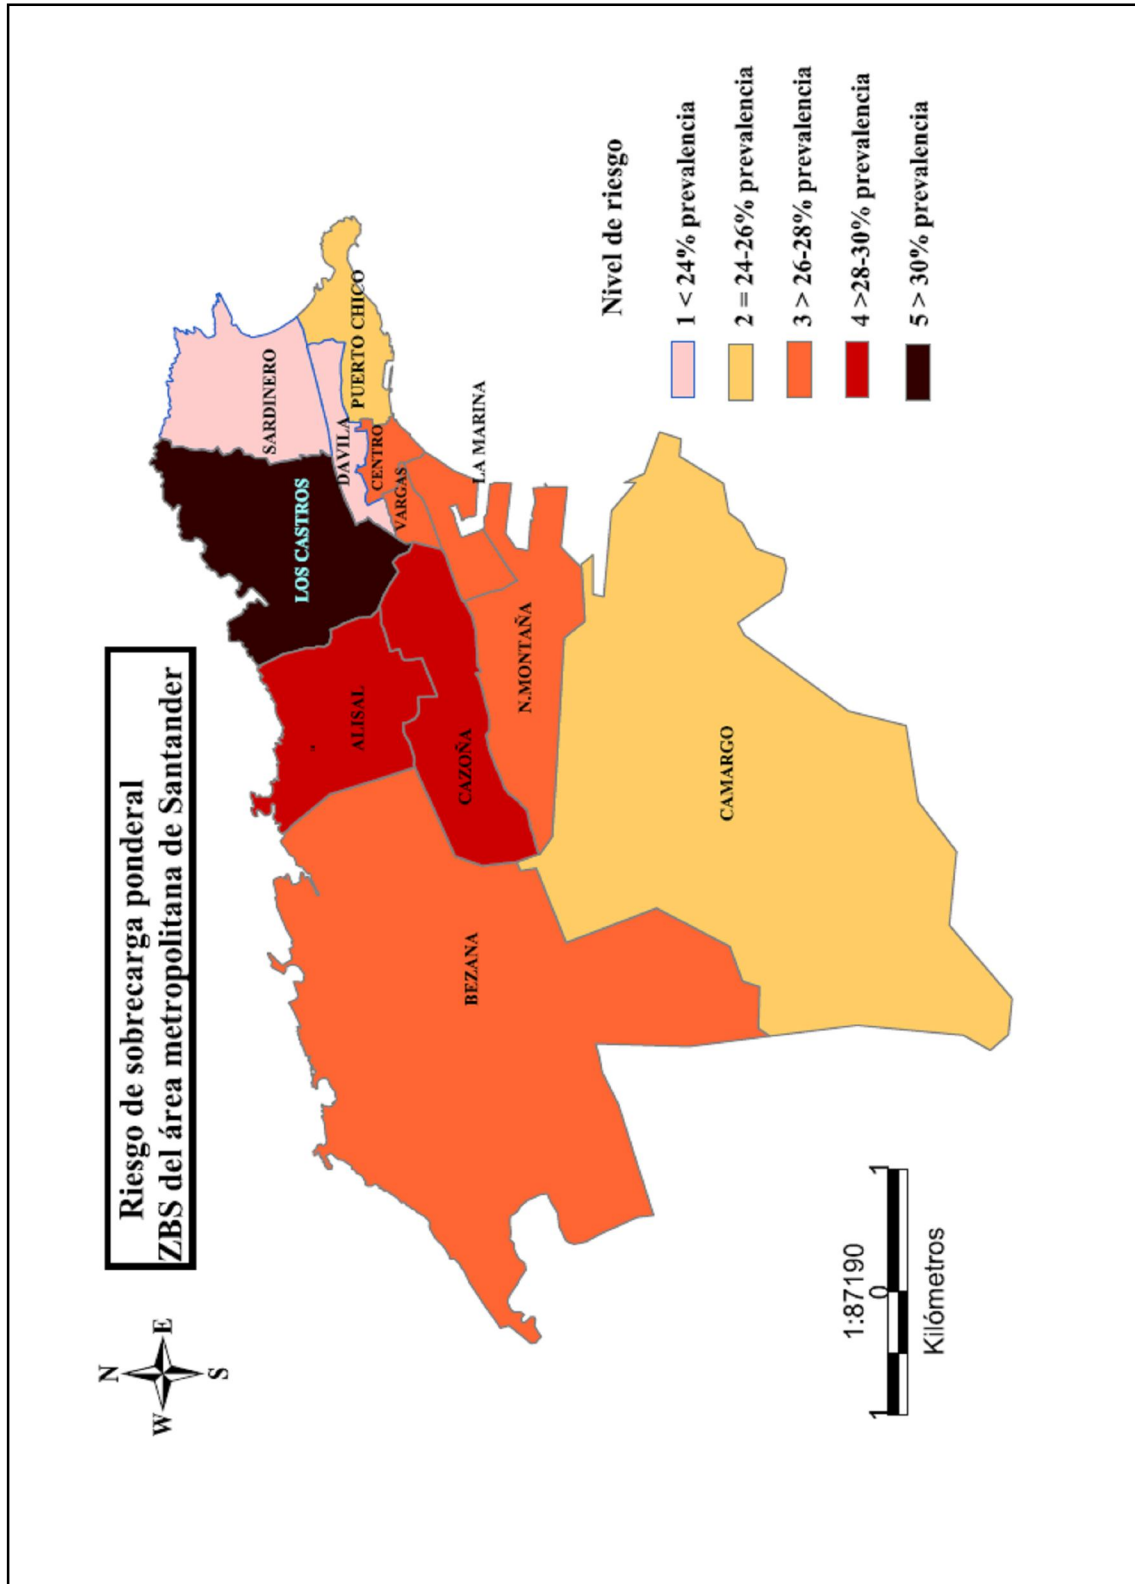 Riesgo de sobrecarga ponderal
ZBS del área metropolitana de Santander
N
W
E
S
SARDINERO
LOS CASTROS
DAVILA
PUERTO CHICO
CENTRO
VARGAS
LA MARINA
ALISAL
CAZOÑA
N.MONTAÑA
BEZANA
CAMARGO
Nivel de riesgo
1 < 24% prevalencia
2 = 24-26% prevalencia
3 > 26-28% prevalencia
4 >28-30% prevalencia
5 > 30% prevalencia
1:87190
1 0 1
Kilómetros